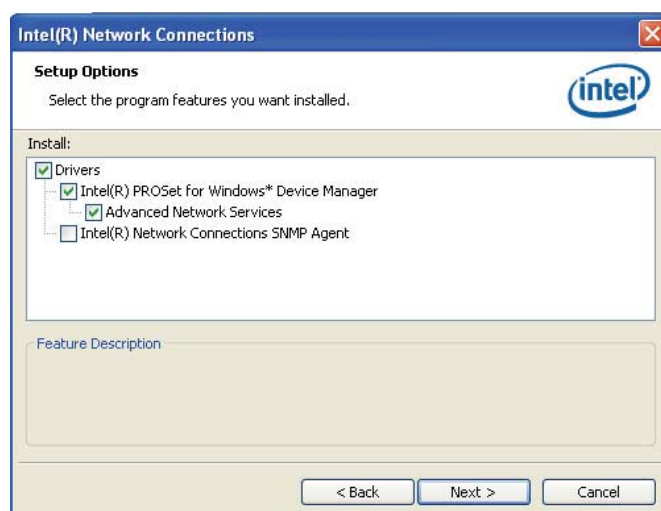 Intel(R) Network Connections
Setup Options
Select the program features you want installed.
intel
Install:
Drivers
Intel(R) PROSet for Windows* Device Manager
Advanced Network Services
Intel(R) Network Connections SNMP Agent
Feature Description
< Back
Next >
Cancel